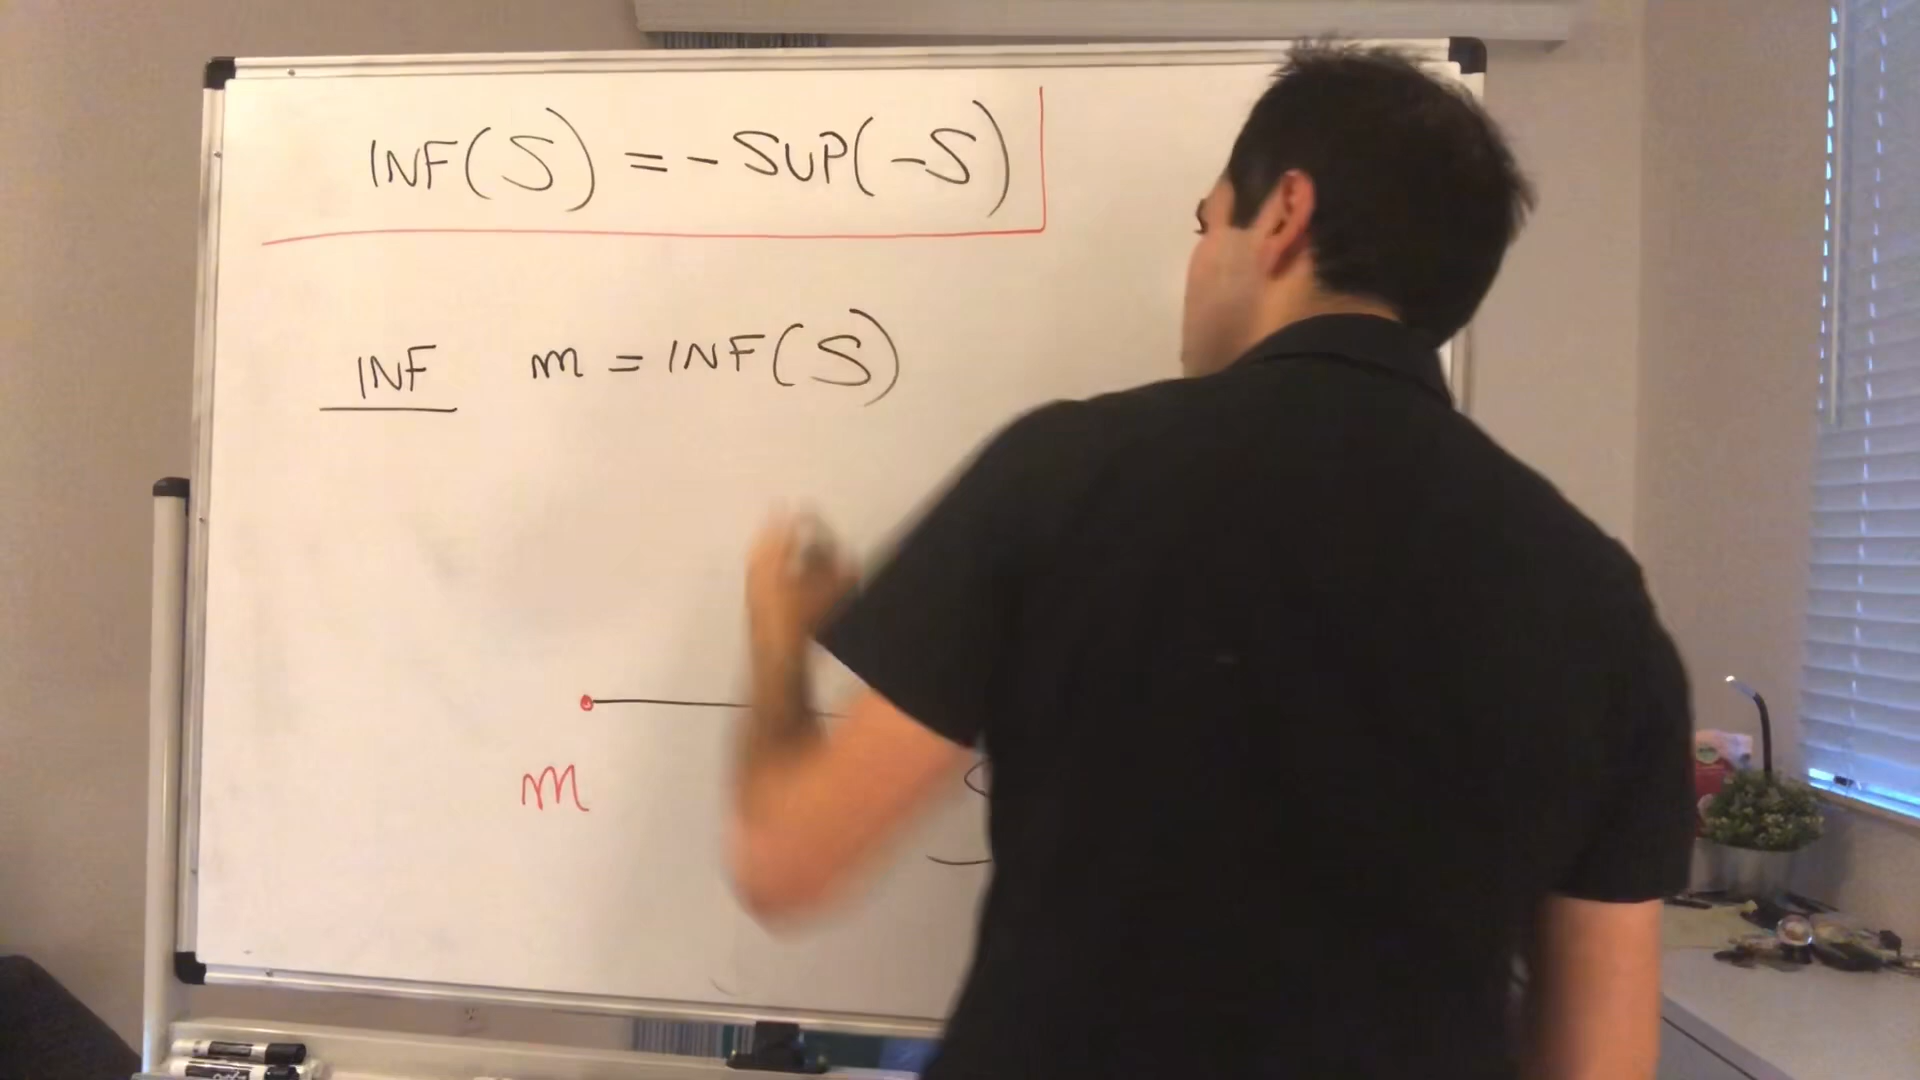 INF(S) = - SUP(-S)
INF m = INF(S)
m